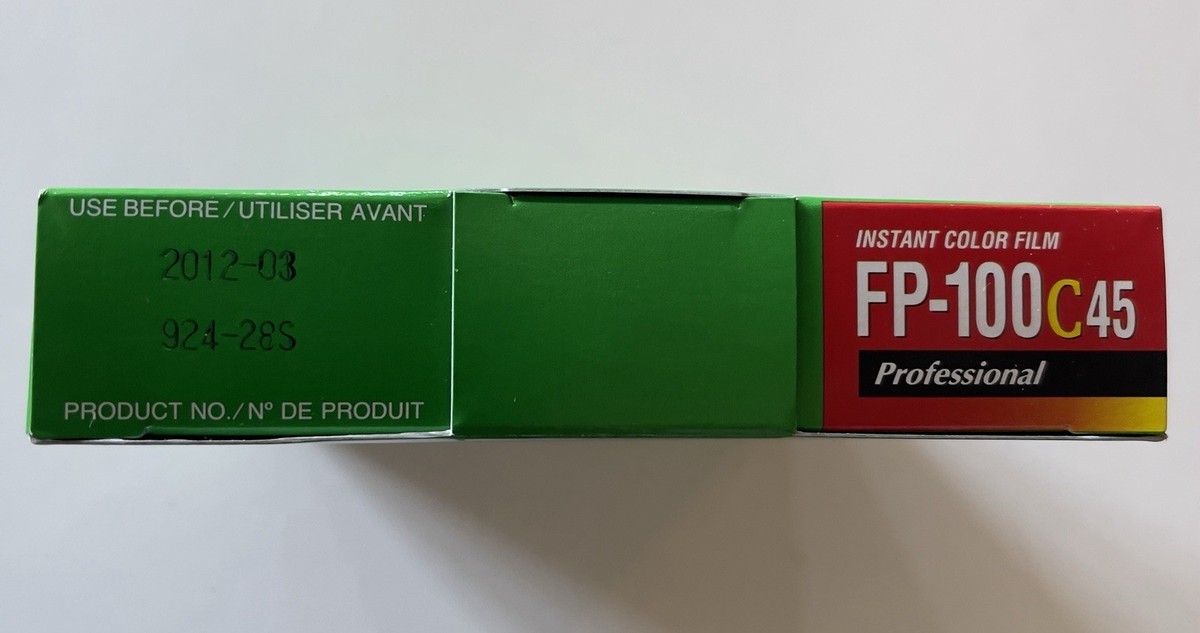 USE BEFORE/UTILISER AVANT
2012-03
924-28S
PRODUCT NO./Nº DE PRODUIT
INSTANT COLOR FILM
FP-100C45
Professional